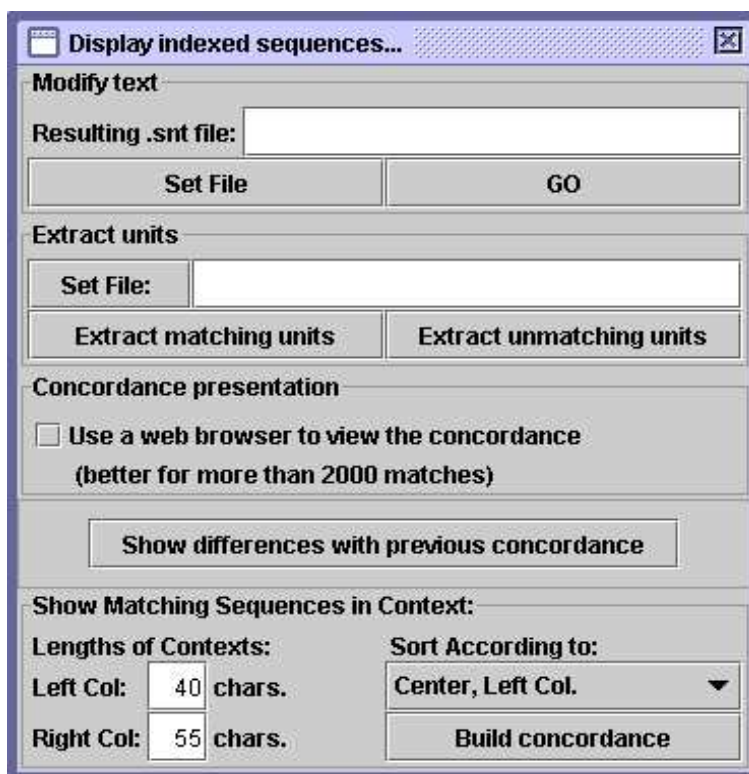 Display indexed sequences...
Modify text
Resulting .snt file:
Set File GO
Extract units
Set File:
Extract matching units Extract unmatching units
Concordance presentation
Use a web browser to view the concordance
(better for more than 2000 matches)
Show differences with previous concordance
Show Matching Sequences in Context:
Lengths of Contexts: Sort According to:
Left Col: 40 chars. Center, Left Col.
Right Col: 55 chars. Build concordance